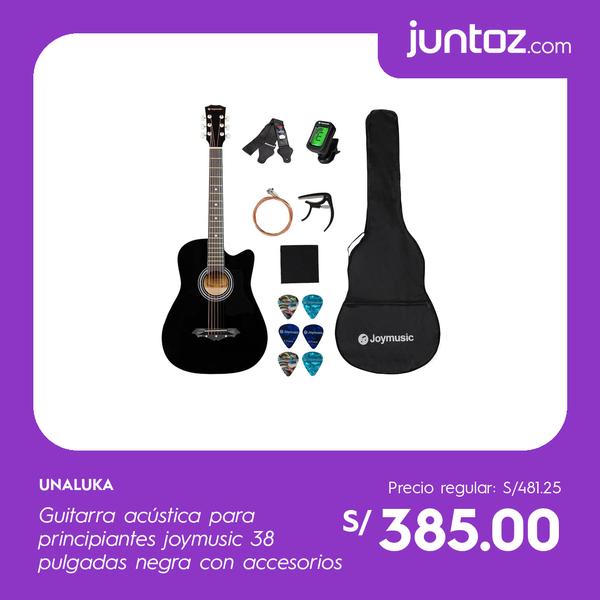 juntoz.com
Joymusic
Joymusic
UNALUKA
Guitarra acústica para
principiantes joymusic 38
pulgadas negra con accesorios
Precio regular: S/481.25
S/ 385.00